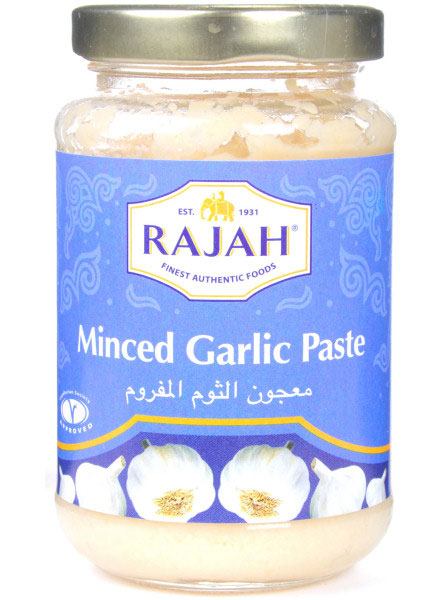 EST. 1931
RAJAH®
FINEST AUTHENTIC FOODS
Minced Garlic Paste
معجون الثوم المفروم
V
APPROVED